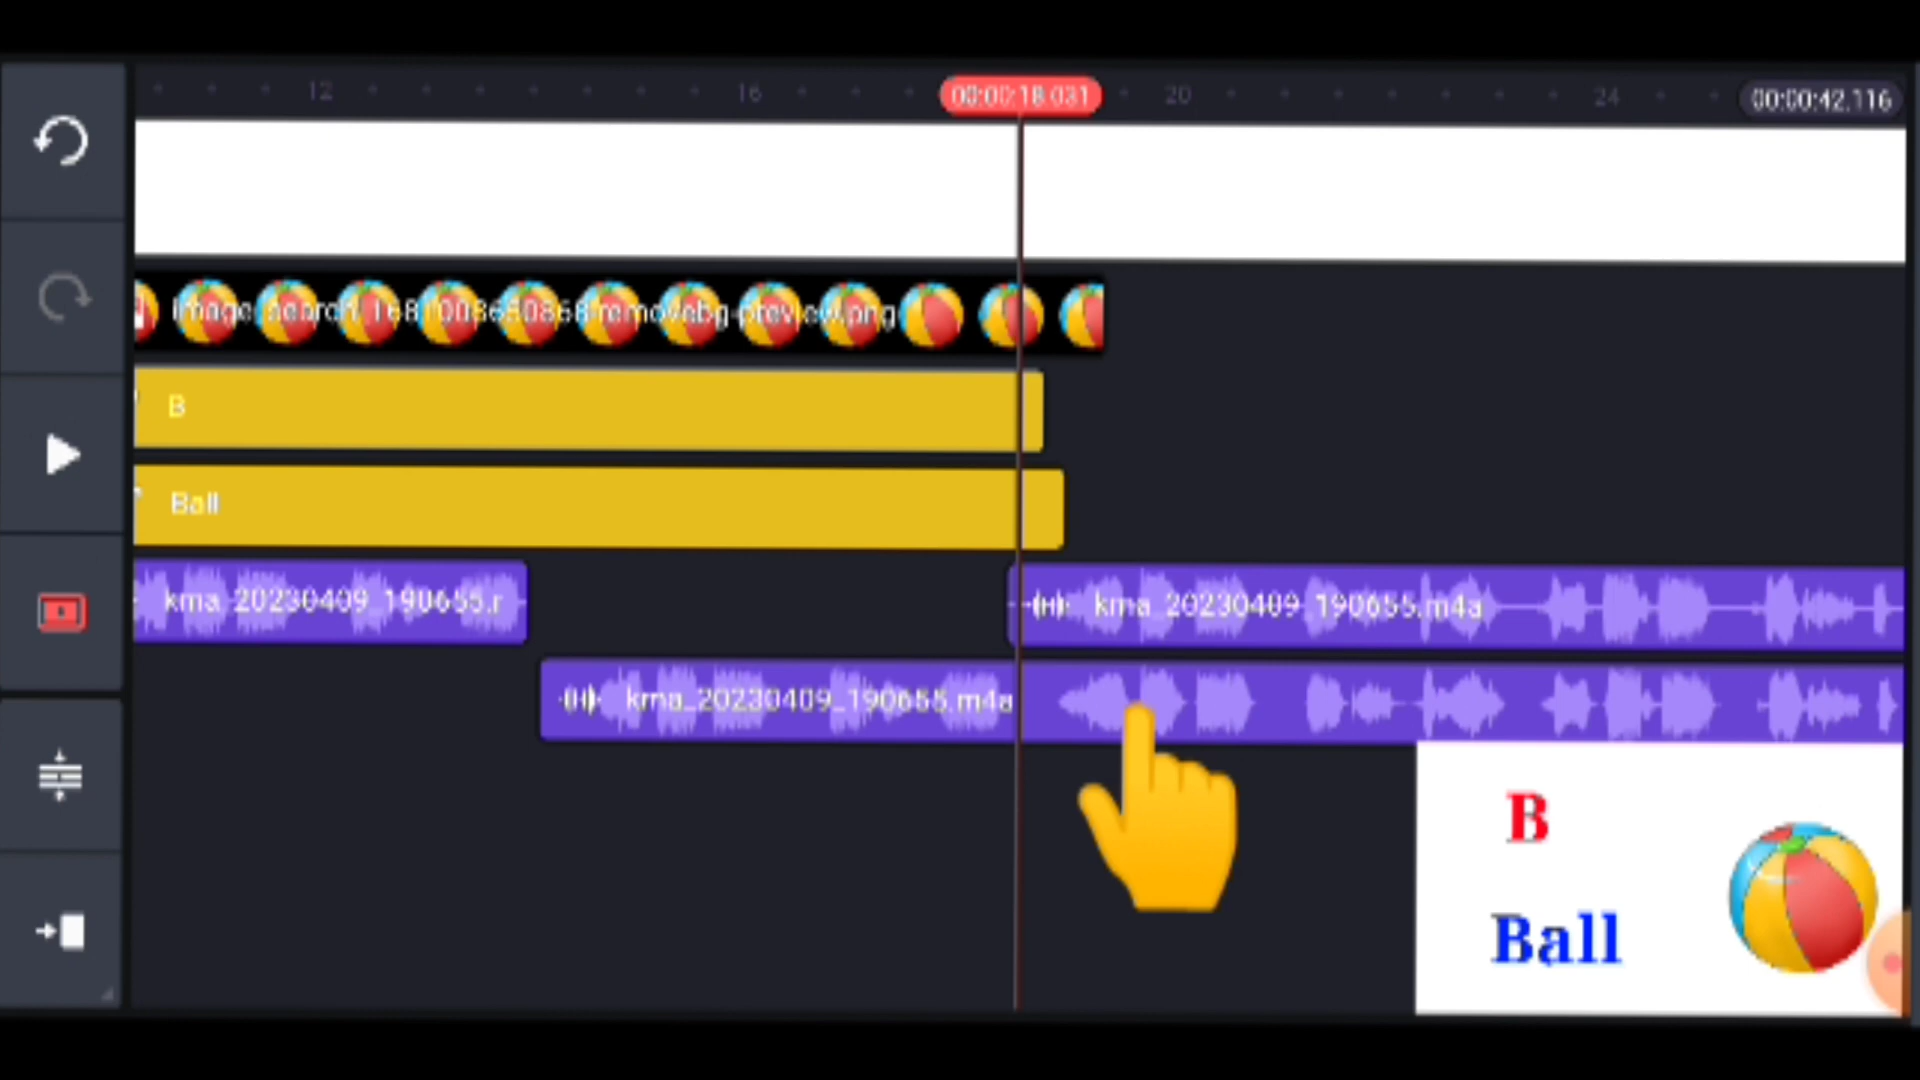 12
16
00:00:18.031
20
24
00:00:42.116
image_search_1681003650868-removebg-preview.png
B
Ball
kma_20230409_190655.r
kma_20230409_190655.m4a
kma_20230409_190655.m4a
B
Ball